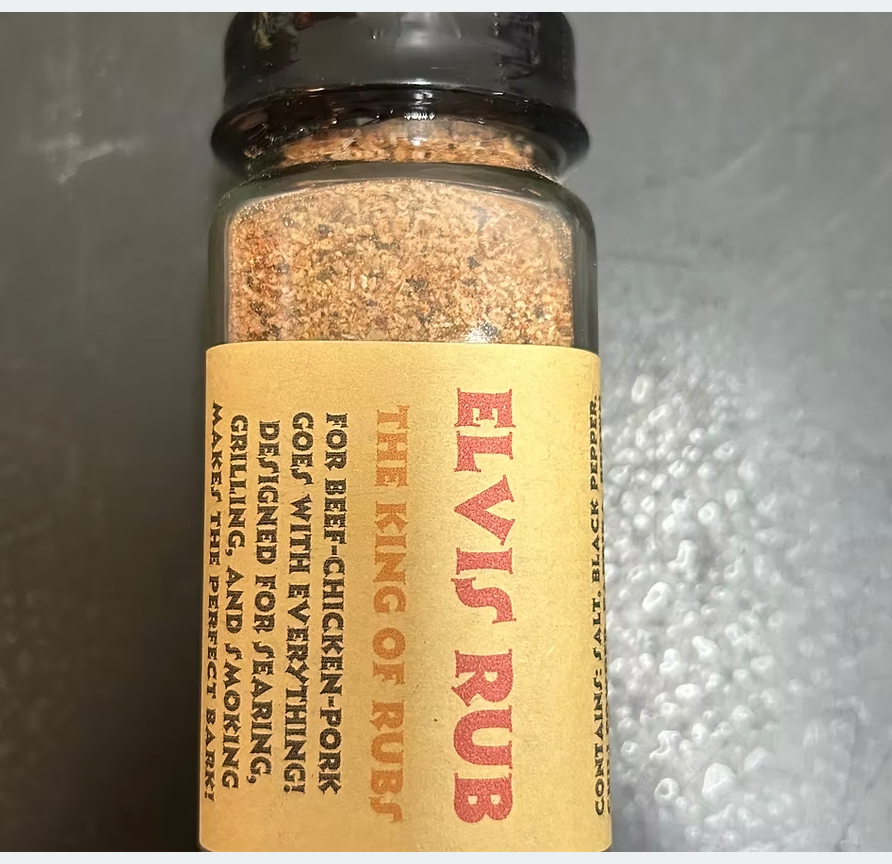 ELVIS RUB
THE KING OF RUBS
FOR BEEF-CHICKEN-PORK
GOES WITH EVERYTHING!
DESIGNED FOR SEARING,
GRILLING, AND SMOKING
MAKES THE PERFECT BARK!
CONTAINS: SALT, BLACK PEPPER,